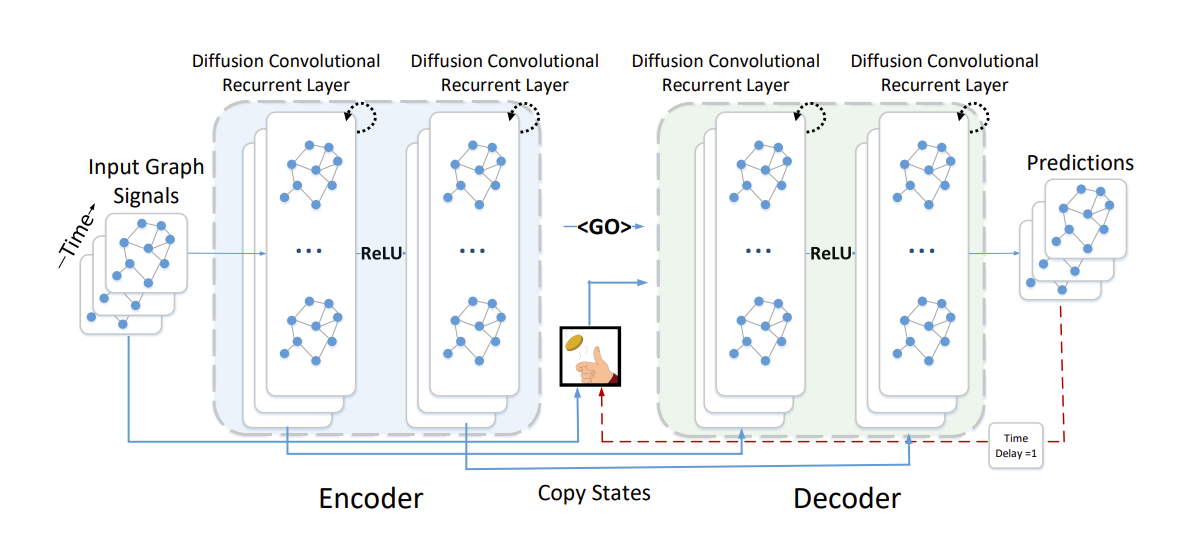 Diffusion Convolutional
Recurrent Layer
Diffusion Convolutional
Recurrent Layer
Diffusion Convolutional
Recurrent Layer
Diffusion Convolutional
Recurrent Layer
Input Graph
Signals
Time
Predictions
<GO>
...
ReLU
...
...
ReLU
...
Time
Delay =1
Encoder
Copy States
Decoder